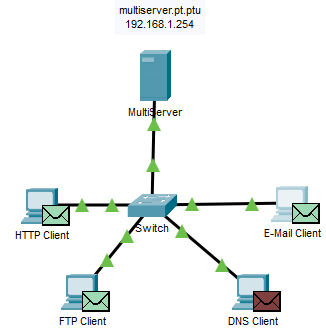 multiserver.pt.ptu
192.168.1.254
MultiServer
HTTP Client
Switch
E-Mail Client
FTP Client
DNS Client